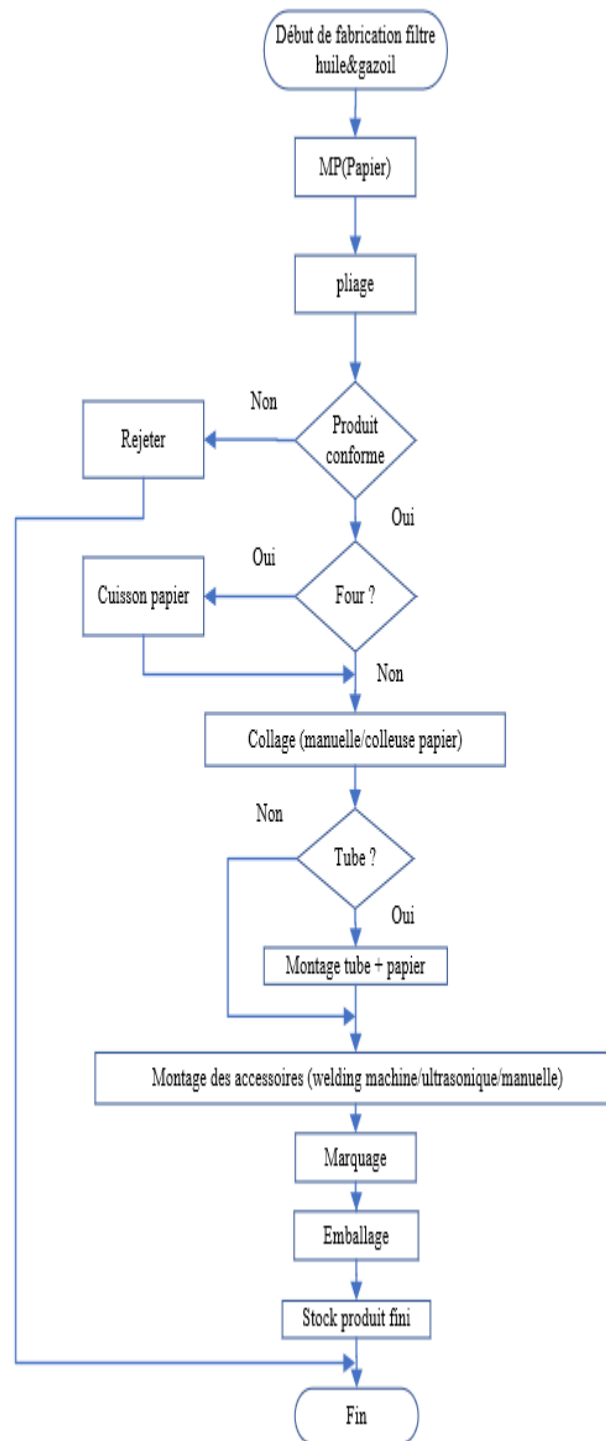 Début de fabrication filtre
huile&gazoil
MP(Papier)
pliage
Non
Rejeter
Produit
conforme
Oui
Oui
Cuisson papier
Four ?
Non
Collage (manuelle/colleuse papier)
Non
Tube ?
Oui
Montage tube + papier
Montage des accessoires (welding machine/ultrasonique/manuelle)
Marquage
Emballage
Stock produit fini
Fin